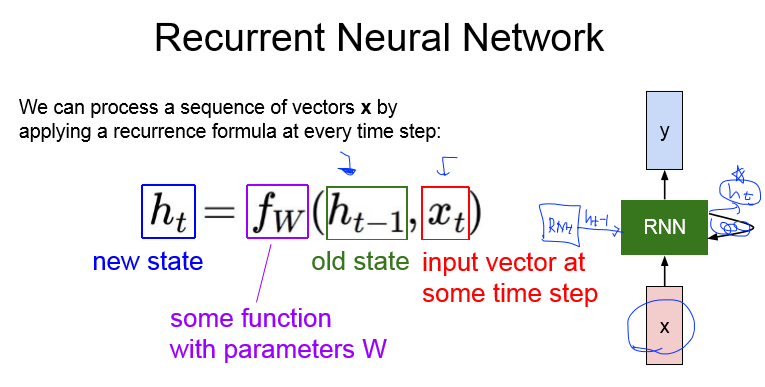 Recurrent Neural Network
We can process a sequence of vectors x by
applying a recurrence formula at every time step:
h_t = f_W(h_{t-1}, x_t)
new state
old state
input vector at
some time step
some function
with parameters W
y
h_t
RNN
h_{t-1}
RNN
x